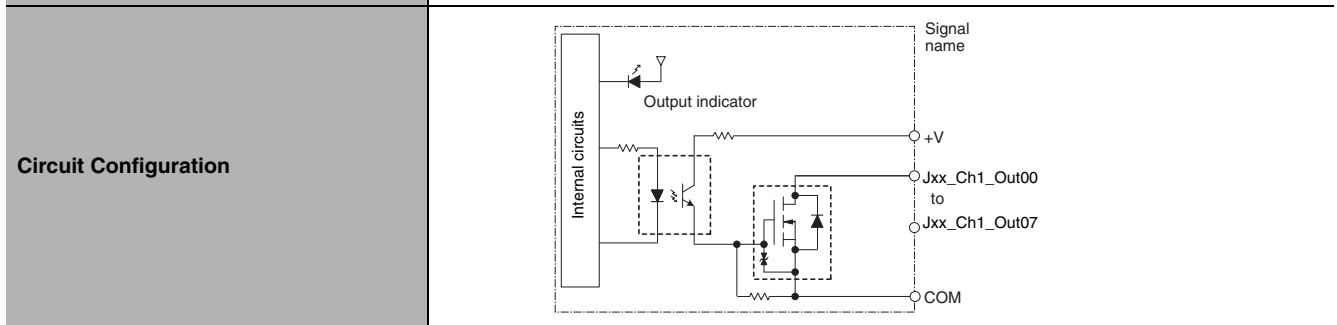 Circuit Configuration
Signal
name
Output indicator
Internal circuits
+V
Jxx_Ch1_Out00
to
Jxx_Ch1_Out07
COM